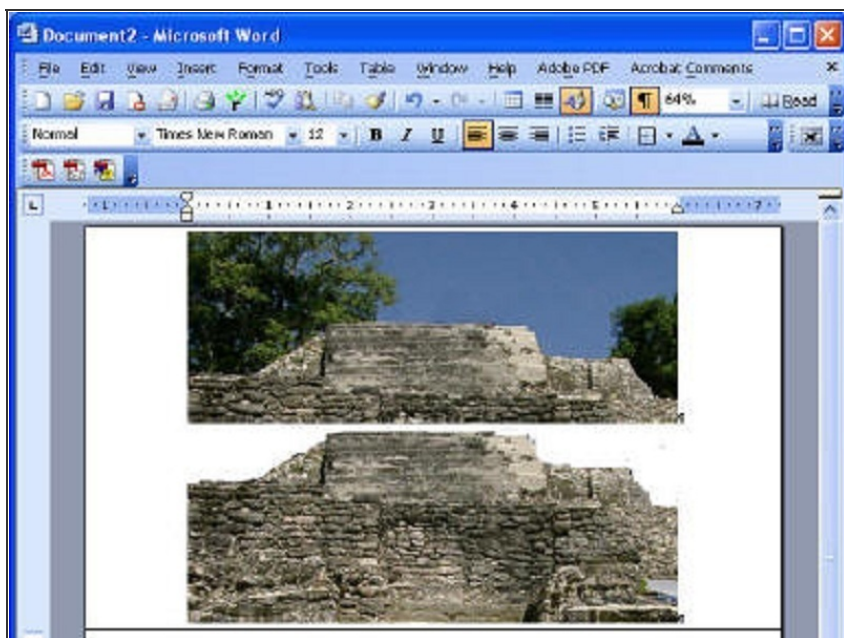 Document2 - Microsoft Word
File Edit View Insert Format Tools Table Window Help Adobe PDF Acrobat Comments
64% Read
Normal Times New Roman 12 B I U A
L 1 1 2 3 4 5 7